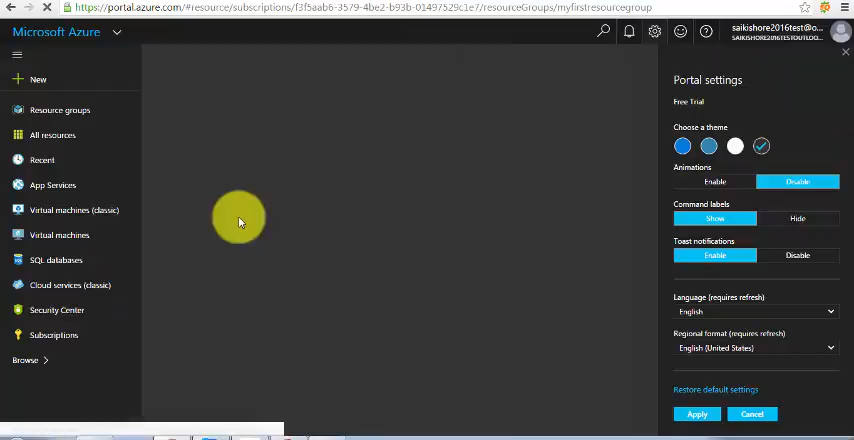 https://portal.azure.com/#resource/subscriptions/f3f5aab6-3579-4be2-b93b-01497529c1e7/resourceGroups/myfirstresourcegroup
Microsoft Azure
saikishore2016test@o...
SAIKISHORE2016TESTOUTLOO...
New
Resource groups
All resources
Recent
App Services
Virtual machines (classic)
Virtual machines
SQL databases
Cloud services (classic)
Security Center
Subscriptions
Browse
Portal settings
Free Trial
Choose a theme
Animations
Enable Disable
Command labels
Show Hide
Toast notifications
Enable Disable
Language (requires refresh)
English
Regional format (requires refresh)
English (United States)
Restore default settings
Apply Cancel